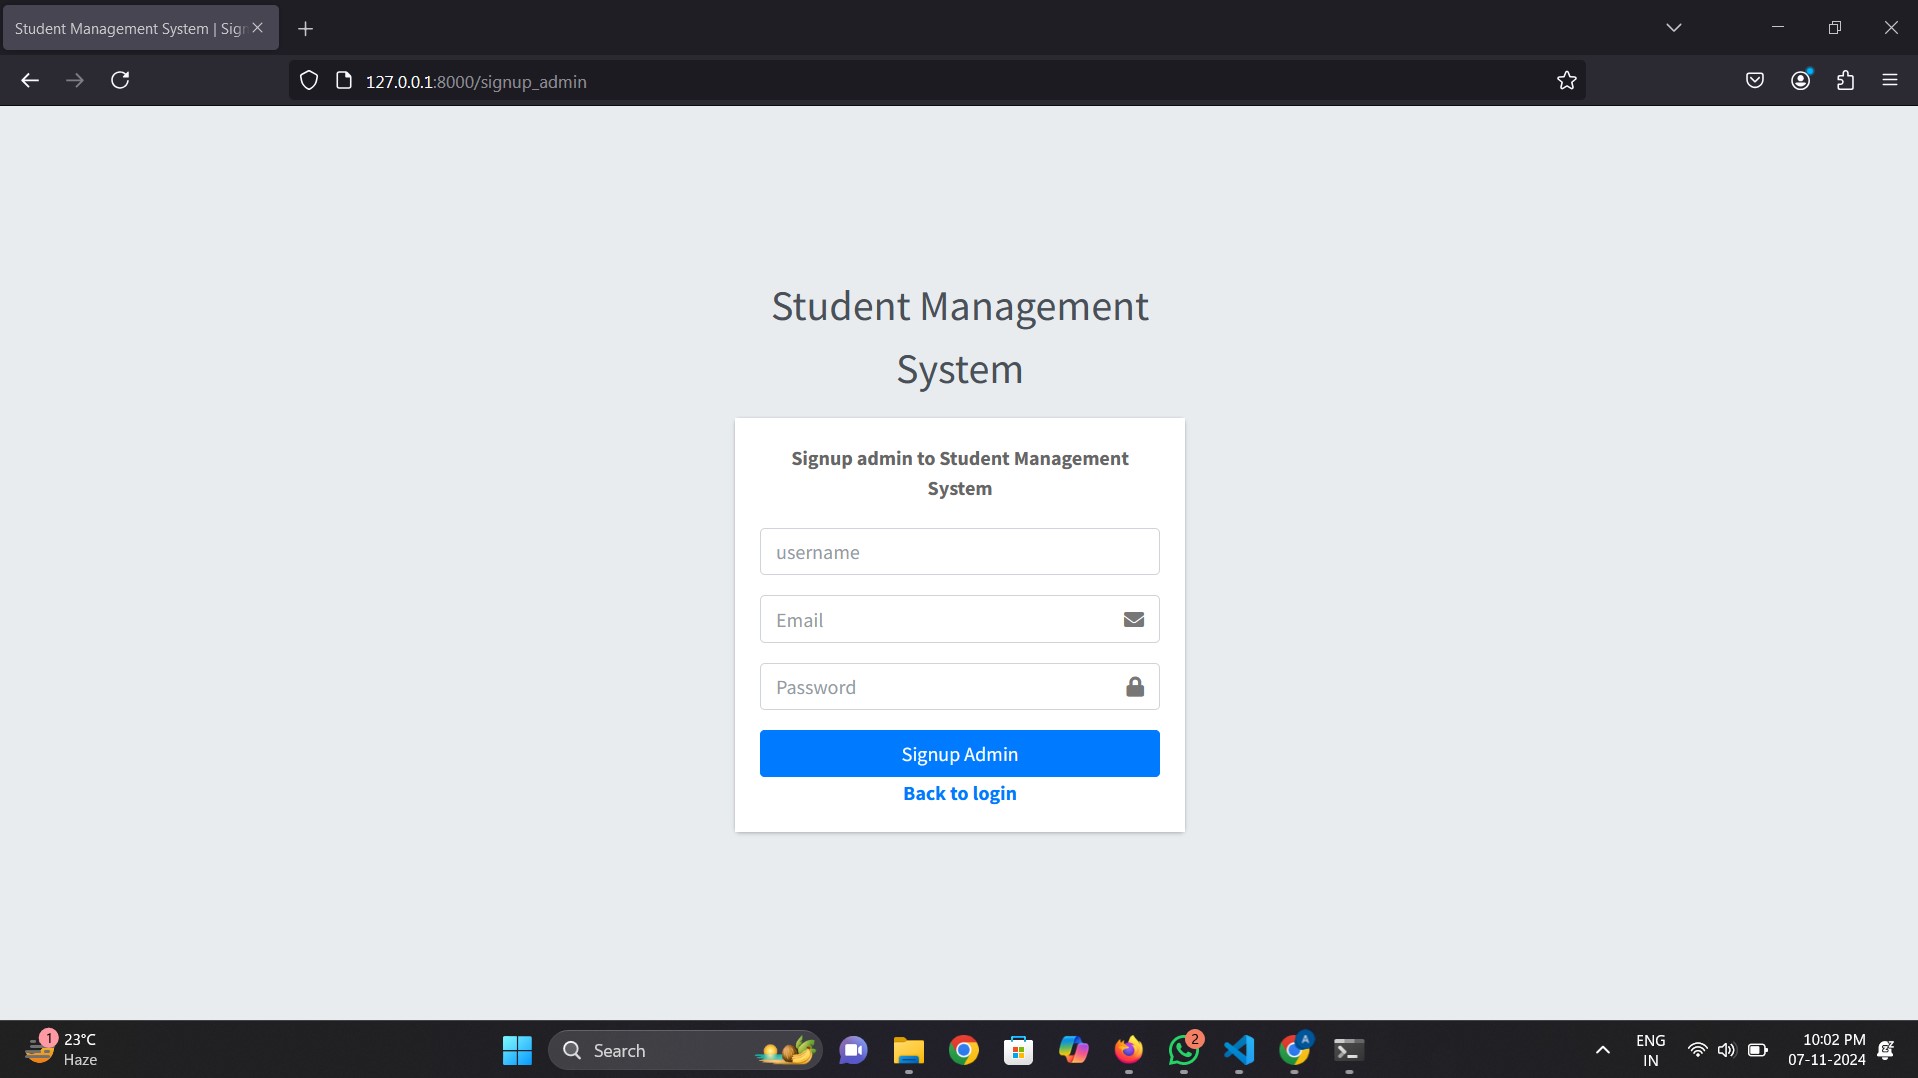 Student Management System | Sign
127.0.0.1:8000/signup_admin
Student Management
System
Signup admin to Student Management
System
username
Email
Password
Signup Admin
Back to login
1
23°C
Haze
Search
2
A
ENG
IN
10:02 PM
07-11-2024